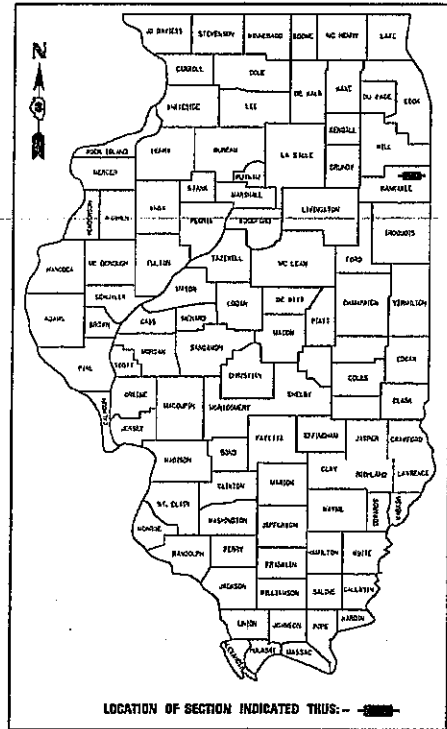 JO DAVIESS STEPHENSON WINNEBAGO BOONE MC HENRY LAKE
N
CARROLL OGLE
DE KALB KANE DU PAGE COOK
WHITESIDE LEE
KENDALL
ROCK ISLAND HENRY BUREAU LA SALLE GRUNDY WILL
MERCER PUTNAM
STARK MARSHALL KANKAKEE
HENDERSON WARREN KNOX PEORIA WOODFORD LIVINGSTON
IROQUOIS
HANCOCK MC DONOUGH FULTON TAZEWELL MC LEAN FORD
MASON
SCHUYLER LOGAN DE WITT CHAMPAIGN VERMILION
ADAMS BROWN CASS MENARD MACON PIATT
MORGAN SANGAMON EDGAR
PIKE SCOTT CHRISTIAN COLES
GREENE MACOUPIN MONTGOMERY SHELBY CLARK
CALHOUN JERSEY
FAYETTE EFFINGHAM JASPER CRAWFORD
MADISON BOND CLAY RICHLAND LAWRENCE
CLINTON MARION
ST. CLAIR WAYNE EDWARDS WABASH
WASHINGTON JEFFERSON
MONROE
RANDOLPH PERRY HAMILTON WHITE
FRANKLIN
JACKSON WILLIAMSON SALINE GALLATIN
UNION JOHNSON POPE HARDIN
ALEXANDER PULASKI MASSAC
LOCATION OF SECTION INDICATED THUS: -